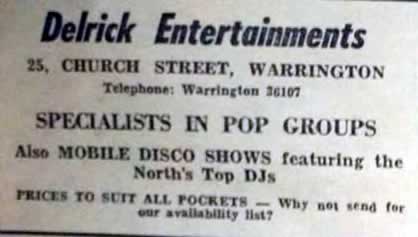 Delrick Entertainments
25, CHURCH STREET, WARRINGTON
Telephone: Warrington 36107
SPECIALISTS IN POP GROUPS
Also MOBILE DISCO SHOWS featuring the
North's Top DJs
PRICES TO SUIT ALL POCKETS — Why not send for
our availability list?